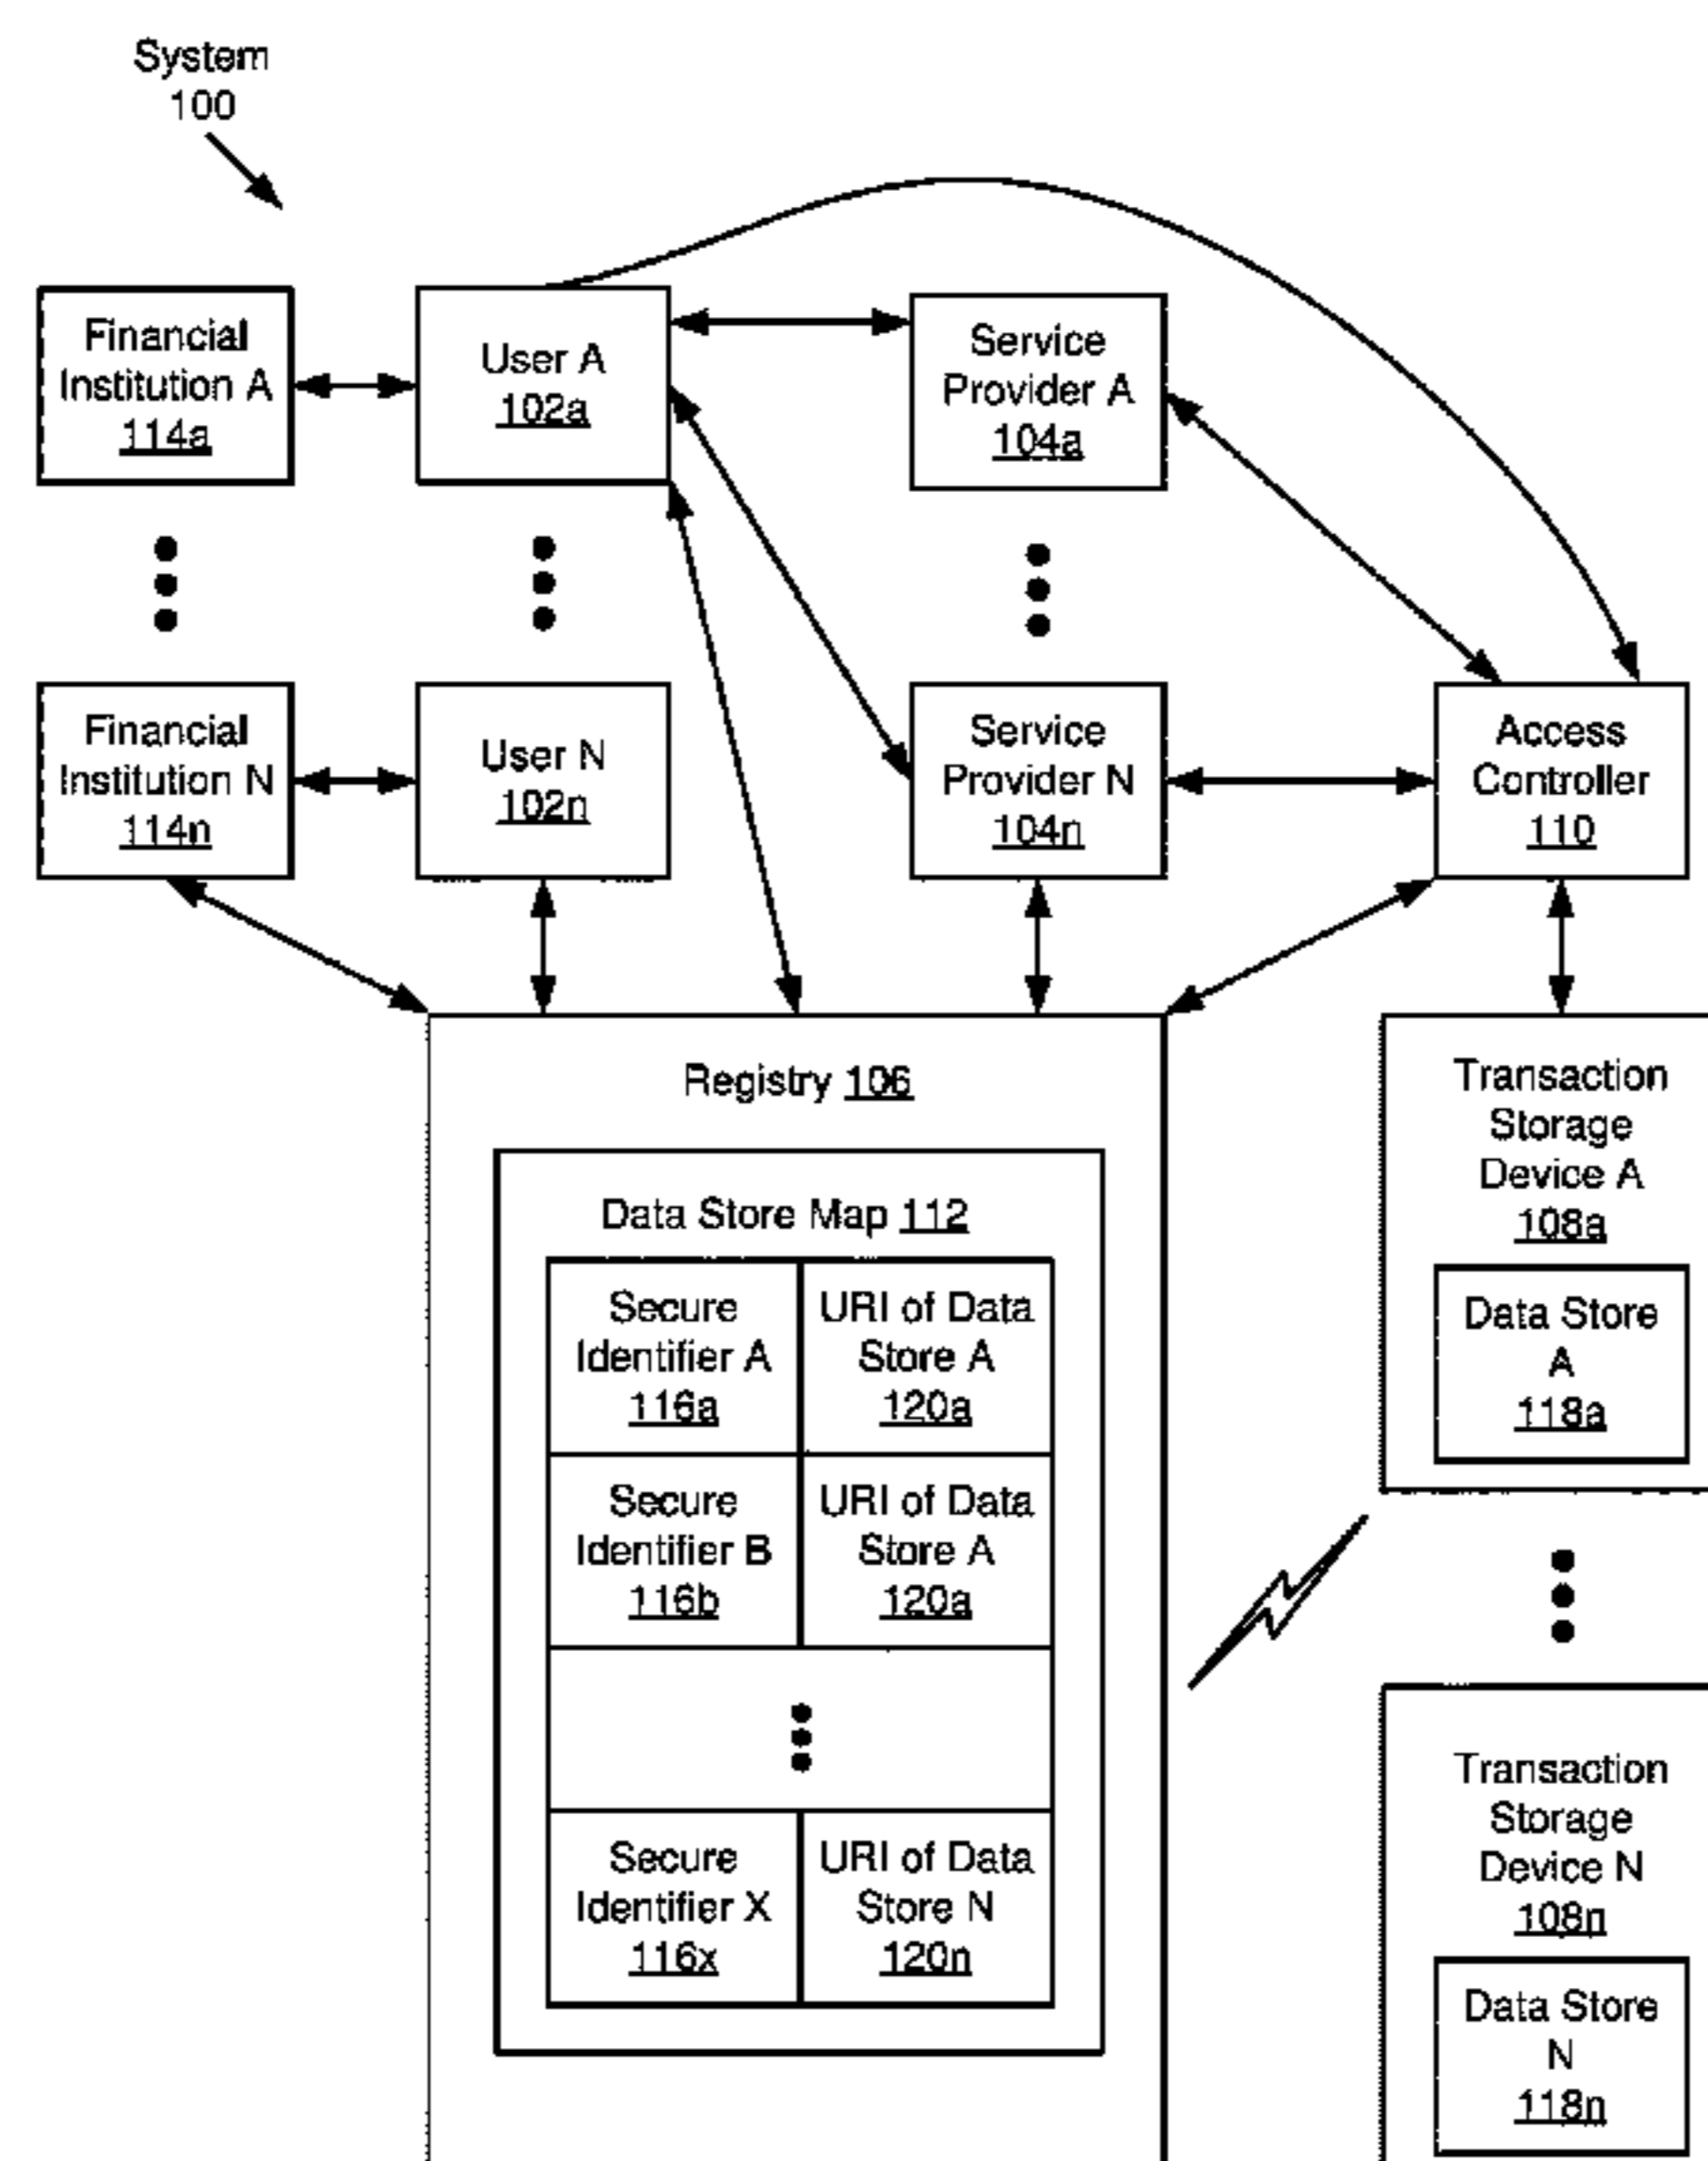 System
100
Financial
Institution A
114a
User A
102a
Service
Provider A
104a
Financial
Institution N
114n
User N
102n
Service
Provider N
104n
Access
Controller
110
Registry 106
Data Store Map 112
Secure
Identifier A
116a
URI of Data
Store A
120a
Secure
Identifier B
116b
URI of Data
Store A
120a
Secure
Identifier X
116x
URI of Data
Store N
120n
Transaction
Storage
Device A
108a
Data Store
A
118a
Transaction
Storage
Device N
108n
Data Store
N
118n